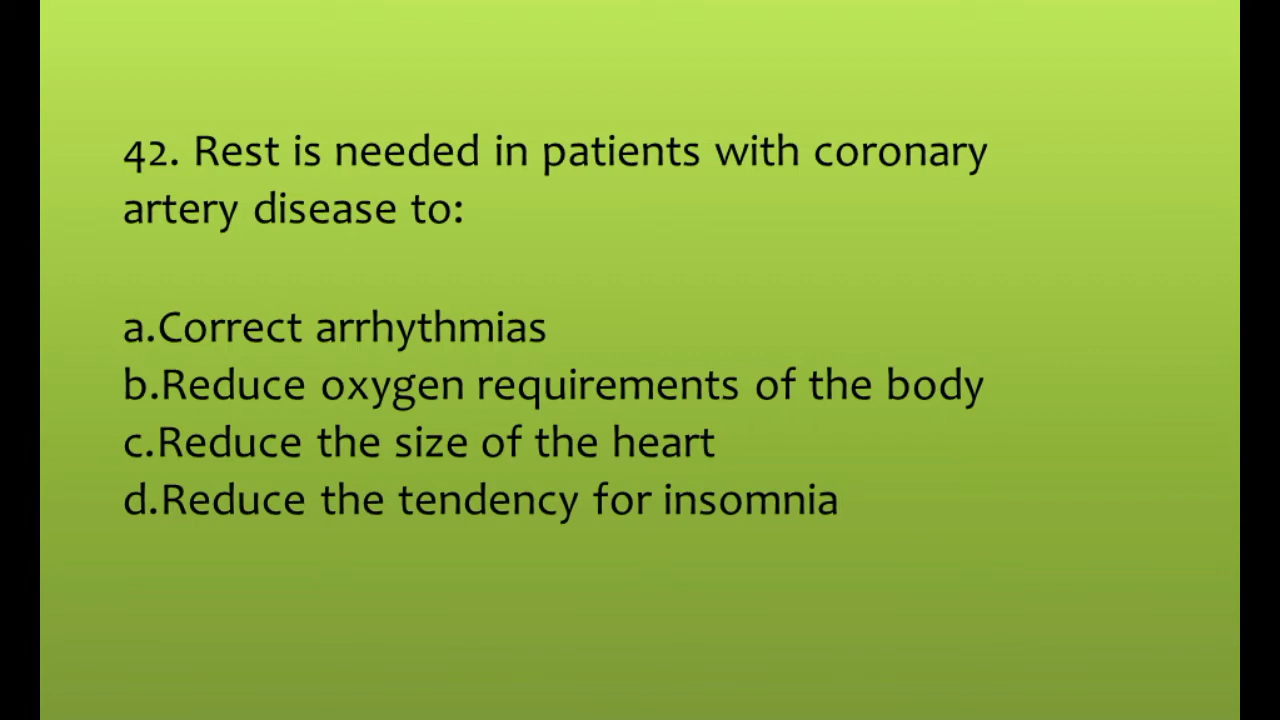 42. Rest is needed in patients with coronary
artery disease to:
a.Correct arrhythmias
b.Reduce oxygen requirements of the body
c.Reduce the size of the heart
d.Reduce the tendency for insomnia